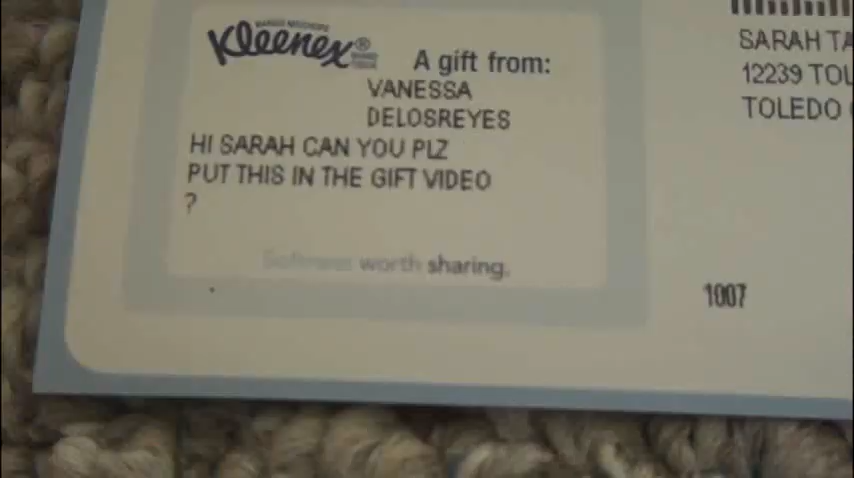 Kleenex®
A gift from:
VANESSA
DELOSREYES
HI SARAH CAN YOU PLZ
PUT THIS IN THE GIFT VIDEO
?
Softness worth sharing.
SARAH TA
12239 TOL
TOLEDO
1007